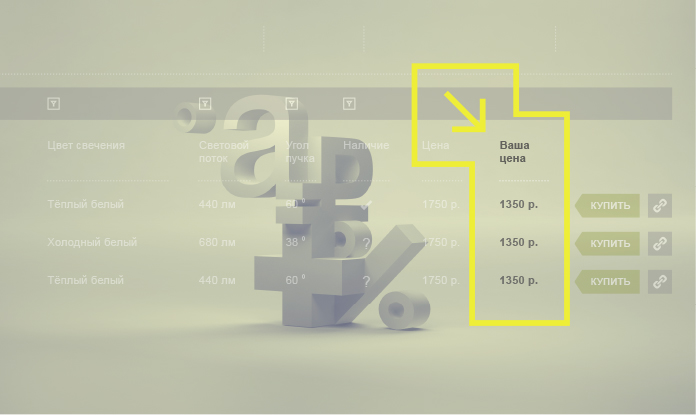 Цвет свечения Световой поток Угол пучка Наличие Цена Ваша цена
Тёплый белый 440 лм 60 ° ✓ 1750 р. 1350 р. КУПИТЬ
Холодный белый 680 лм 38 ° ? 1750 р. 1350 р. КУПИТЬ
Тёплый белый 440 лм 60 ° ? 1750 р. 1350 р. КУПИТЬ
а
%